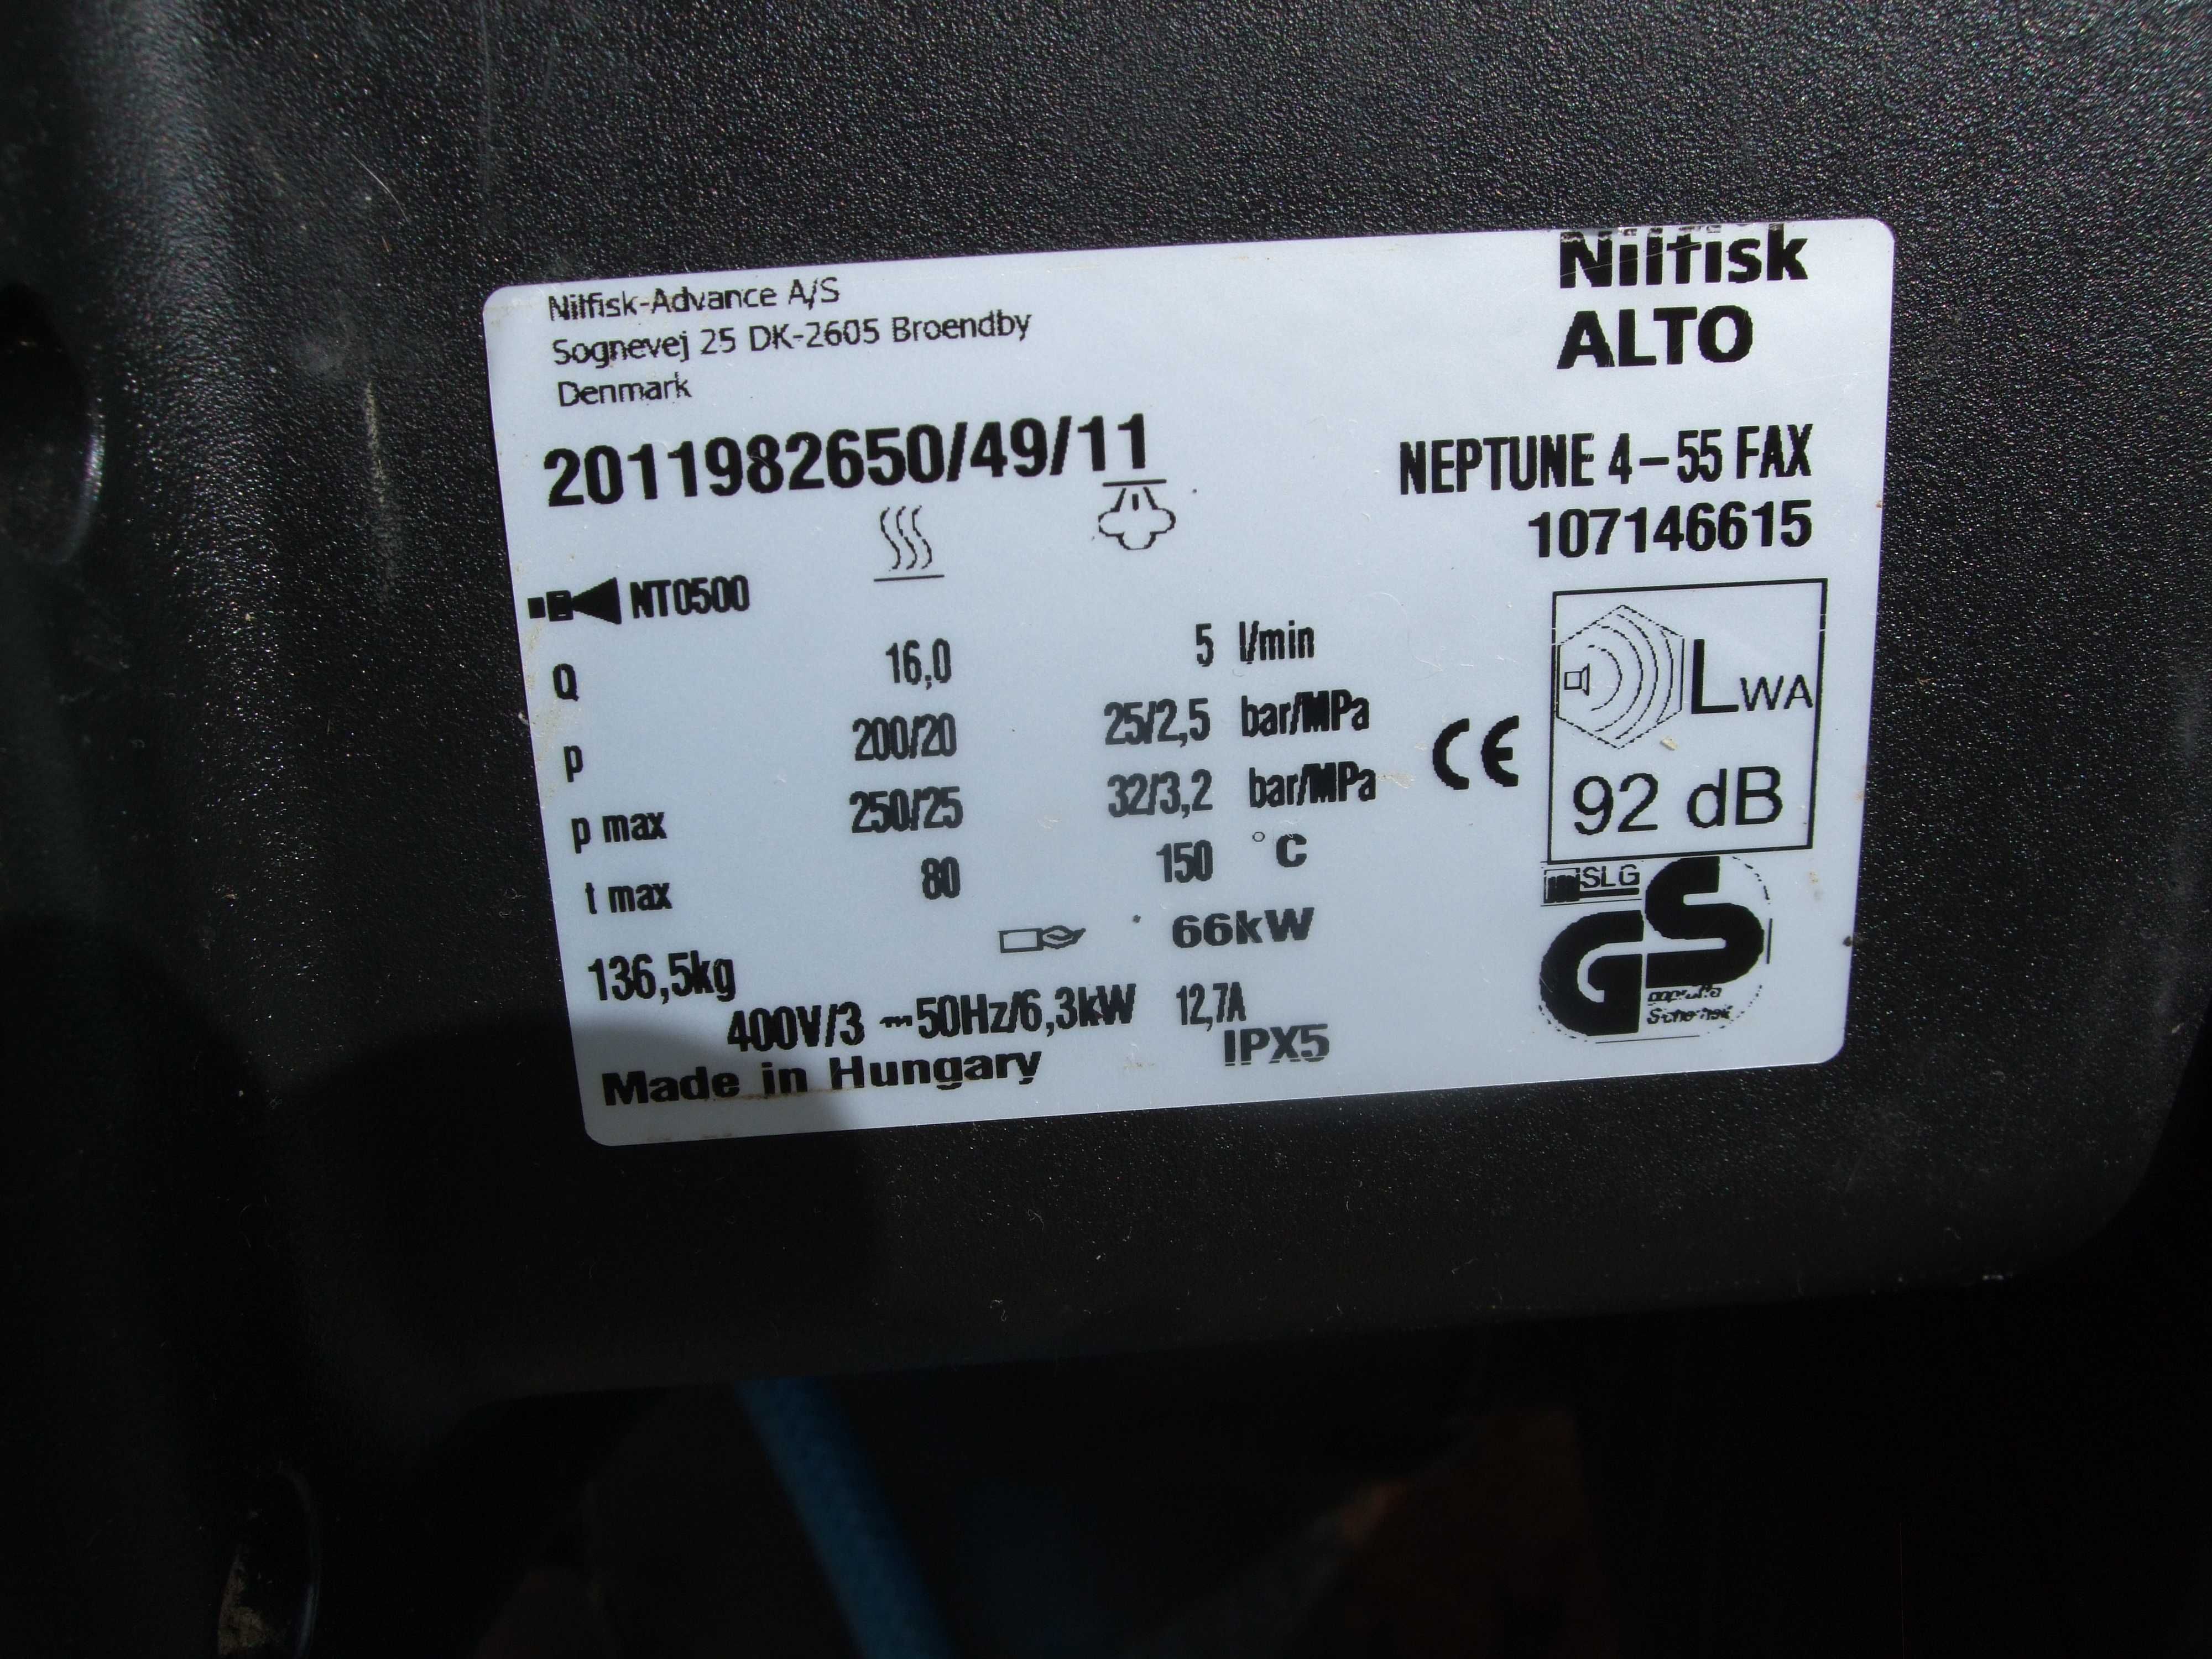 Nilfisk-Advance A/S
Sognevej 25 DK-2605 Broendby
Denmark
Nilfisk
ALTO
2011982650/49/11
NEPTUNE 4-55 FAX
107146615
NT0500
Q 16,0 5 l/min
p 200/20 25/2,5 bar/MPa
p max 250/25 32/3,2 bar/MPa
t max 80 150 °C
66kW
136,5kg
400V/3 ~50Hz/6,3kW 12,7A
IPX5
Made in Hungary
CE
LWA
92 dB
SLG
GS
geprüfte
Sicherheit